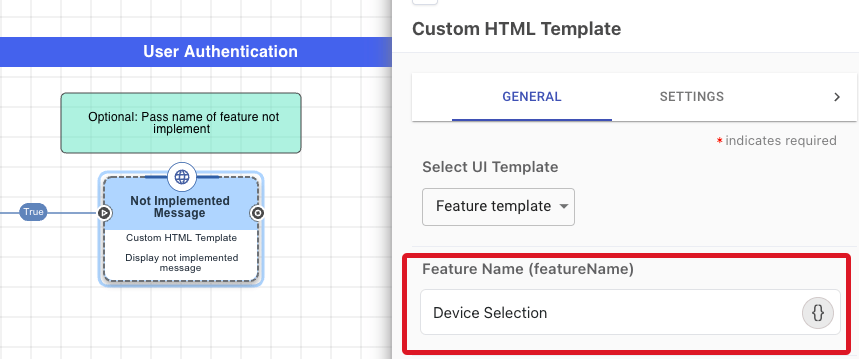 User Authentication
Optional: Pass name of feature not
implement
True
Not Implemented
Message
Custom HTML Template
Display not implemented
message
Custom HTML Template
GENERAL
SETTINGS
* indicates required
Select UI Template
Feature template
Feature Name (featureName)
Device Selection
{}